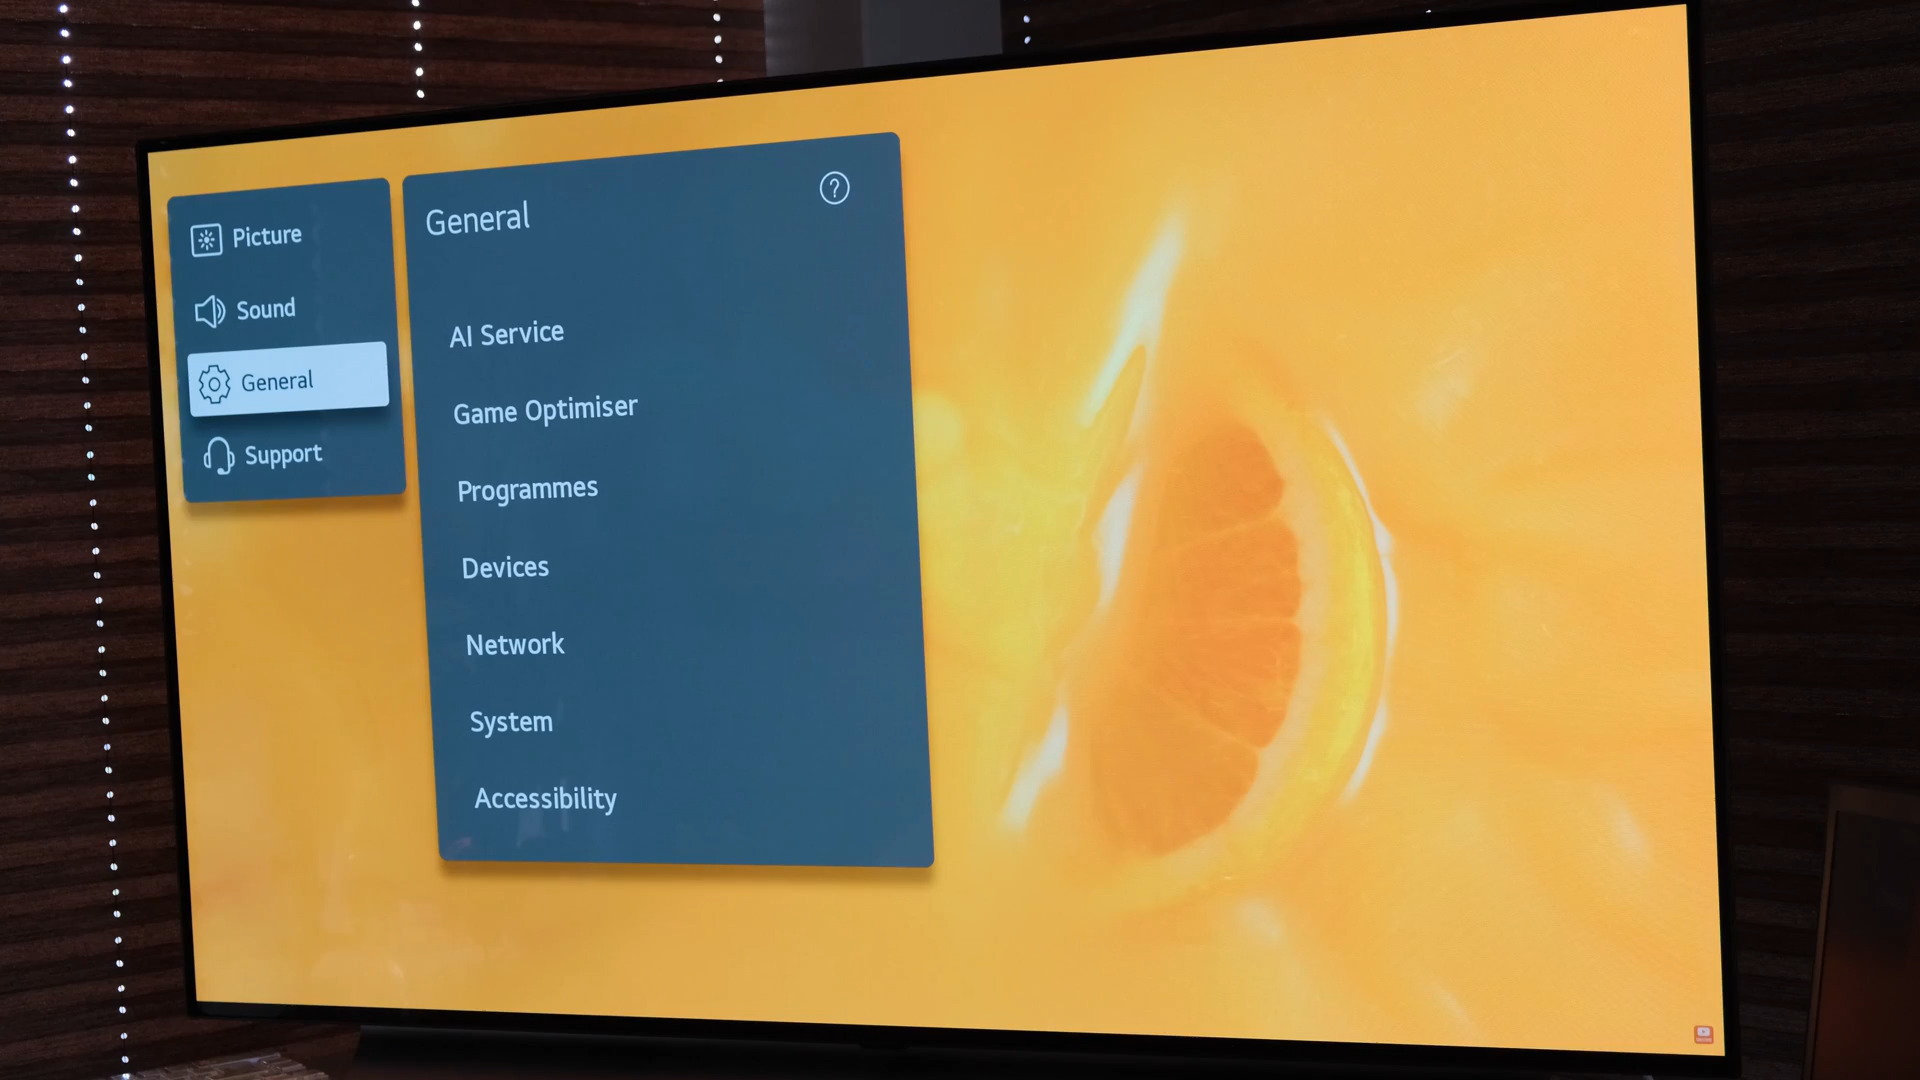 Picture
Sound
General
Support
General
?
AI Service
Game Optimiser
Programmes
Devices
Network
System
Accessibility